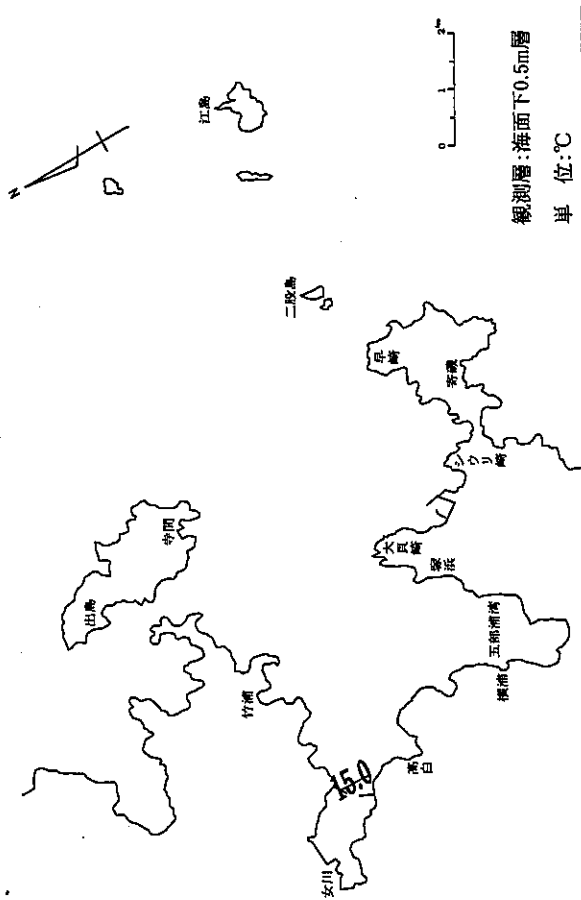 N
江島
二股島
早崎
寄磯
シウリ崎
寺間
出島
大貝崎
塚浜
五部浦湾
横浦
竹浦
高白
15.0
女川
0 1 2 km
観測層:海面下0.5m層
単 位:℃